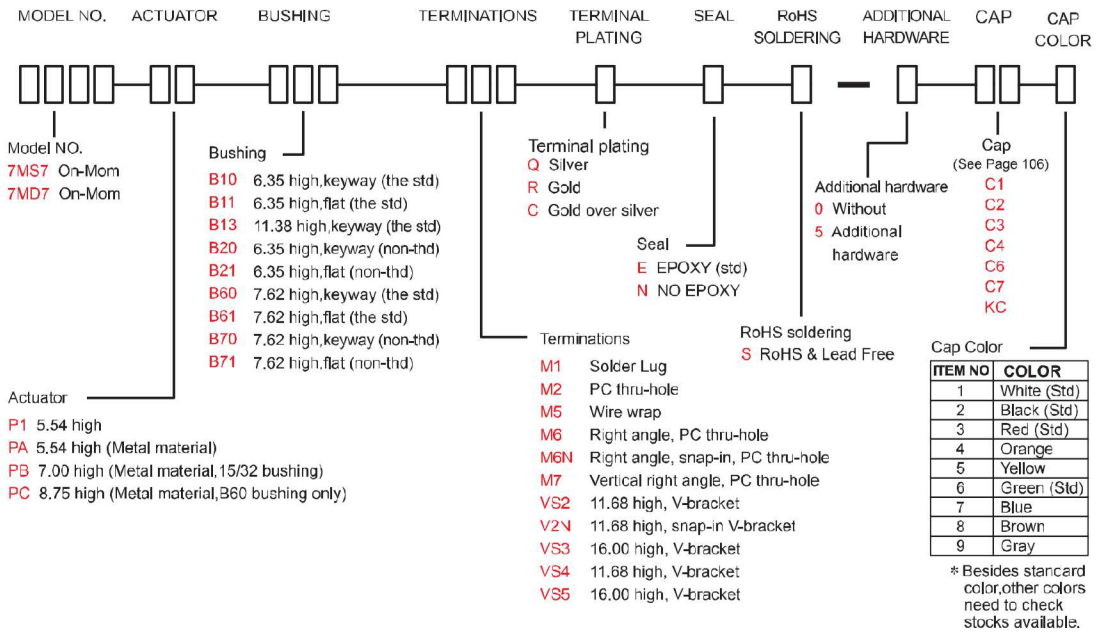 MODEL NO. ACTUATOR BUSHING TERMINATIONS TERMINAL PLATING SEAL RoHS SOLDERING ADDITIONAL HARDWARE CAP CAP COLOR
Model NO.
7MS7 On-Mom
7MD7 On-Mom
Actuator
P1 5.54 high
PA 5.54 high (Metal material)
PB 7.00 high (Metal material,15/32 bushing)
PC 8.75 high (Metal material,B60 bushing only)
Bushing
B10 6.35 high,keyway (the std)
B11 6.35 high,flat (the std)
B13 11.38 high,keyway (the std)
B20 6.35 high,keyway (non-thd)
B21 6.35 high,flat (non-thd)
B60 7.62 high,keyway (the std)
B61 7.62 high,flat (the std)
B70 7.62 high,keyway (non-thd)
B71 7.62 high,flat (non-thd)
Terminations
M1 Solder Lug
M2 PC thru-hole
M5 Wire wrap
M6 Right angle, PC thru-hole
M6N Right angle, snap-in, PC thru-hole
M7 Vertical right angle, PC thru-hole
VS2 11.68 high, V-bracket
V2N 11.68 high, snap-in V-bracket
VS3 16.00 high, V-bracket
VS4 11.68 high, V-bracket
VS5 16.00 high, V-bracket
Terminal plating
Q Silver
R Gold
C Gold over silver
Seal
E EPOXY (std)
N NO EPOXY
RoHS soldering
S RoHS & Lead Free
Additional hardware
0 Without
5 Additional
hardware
Cap
(See Page 106)
C1
C2
C3
C4
C6
C7
KC
Cap Color
ITEM NO COLOR
1 White (Std)
2 Black (Std)
3 Red (Std)
4 Orange
5 Yellow
6 Green (Std)
7 Blue
8 Brown
9 Gray
* Besides stancard
color,other colors
need to check
stocks available.